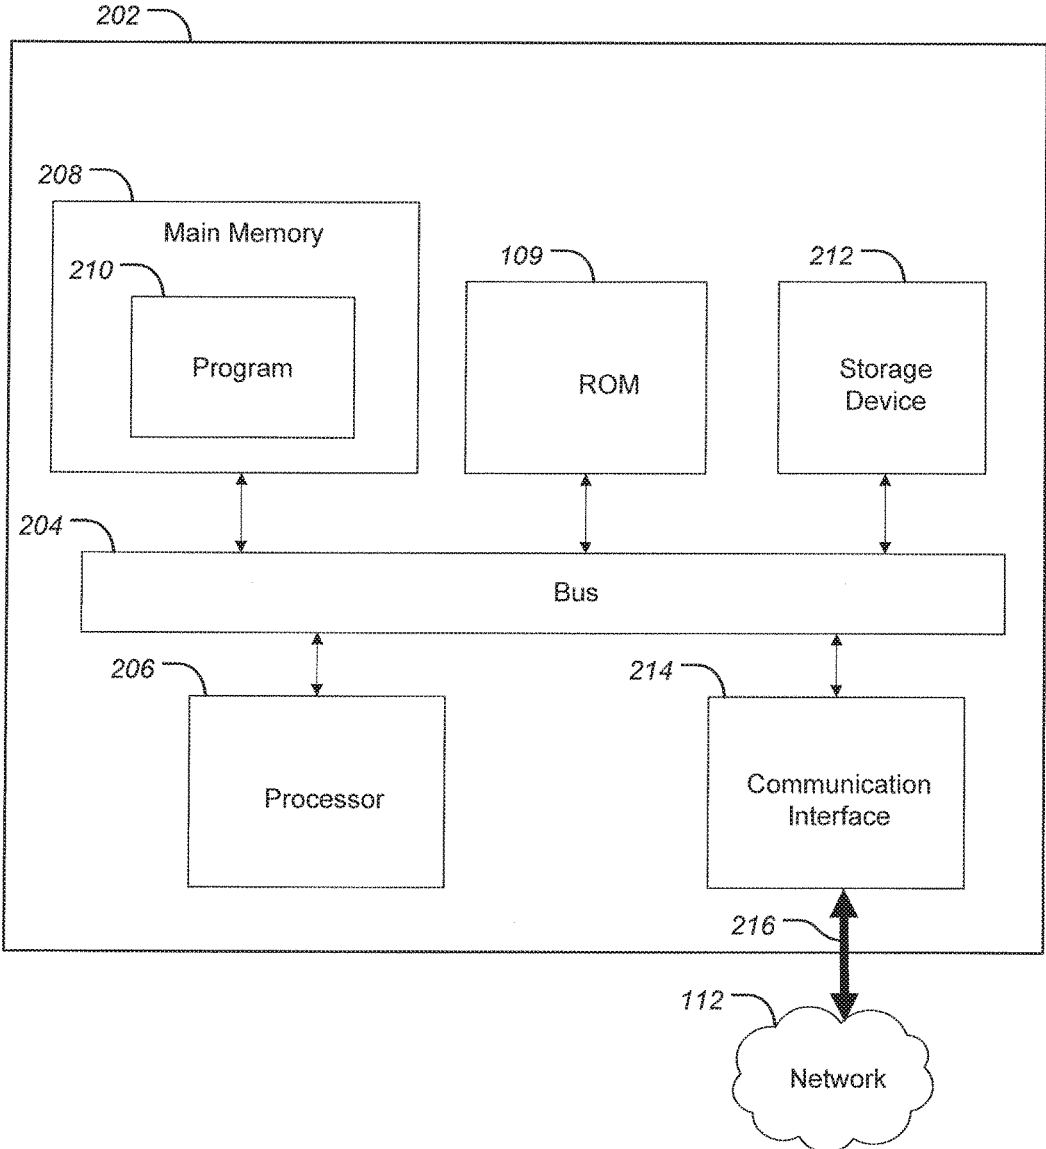 202
208
Main Memory
210
Program
109
ROM
212
Storage
Device
204
Bus
206
Processor
214
Communication
Interface
216
112
Network